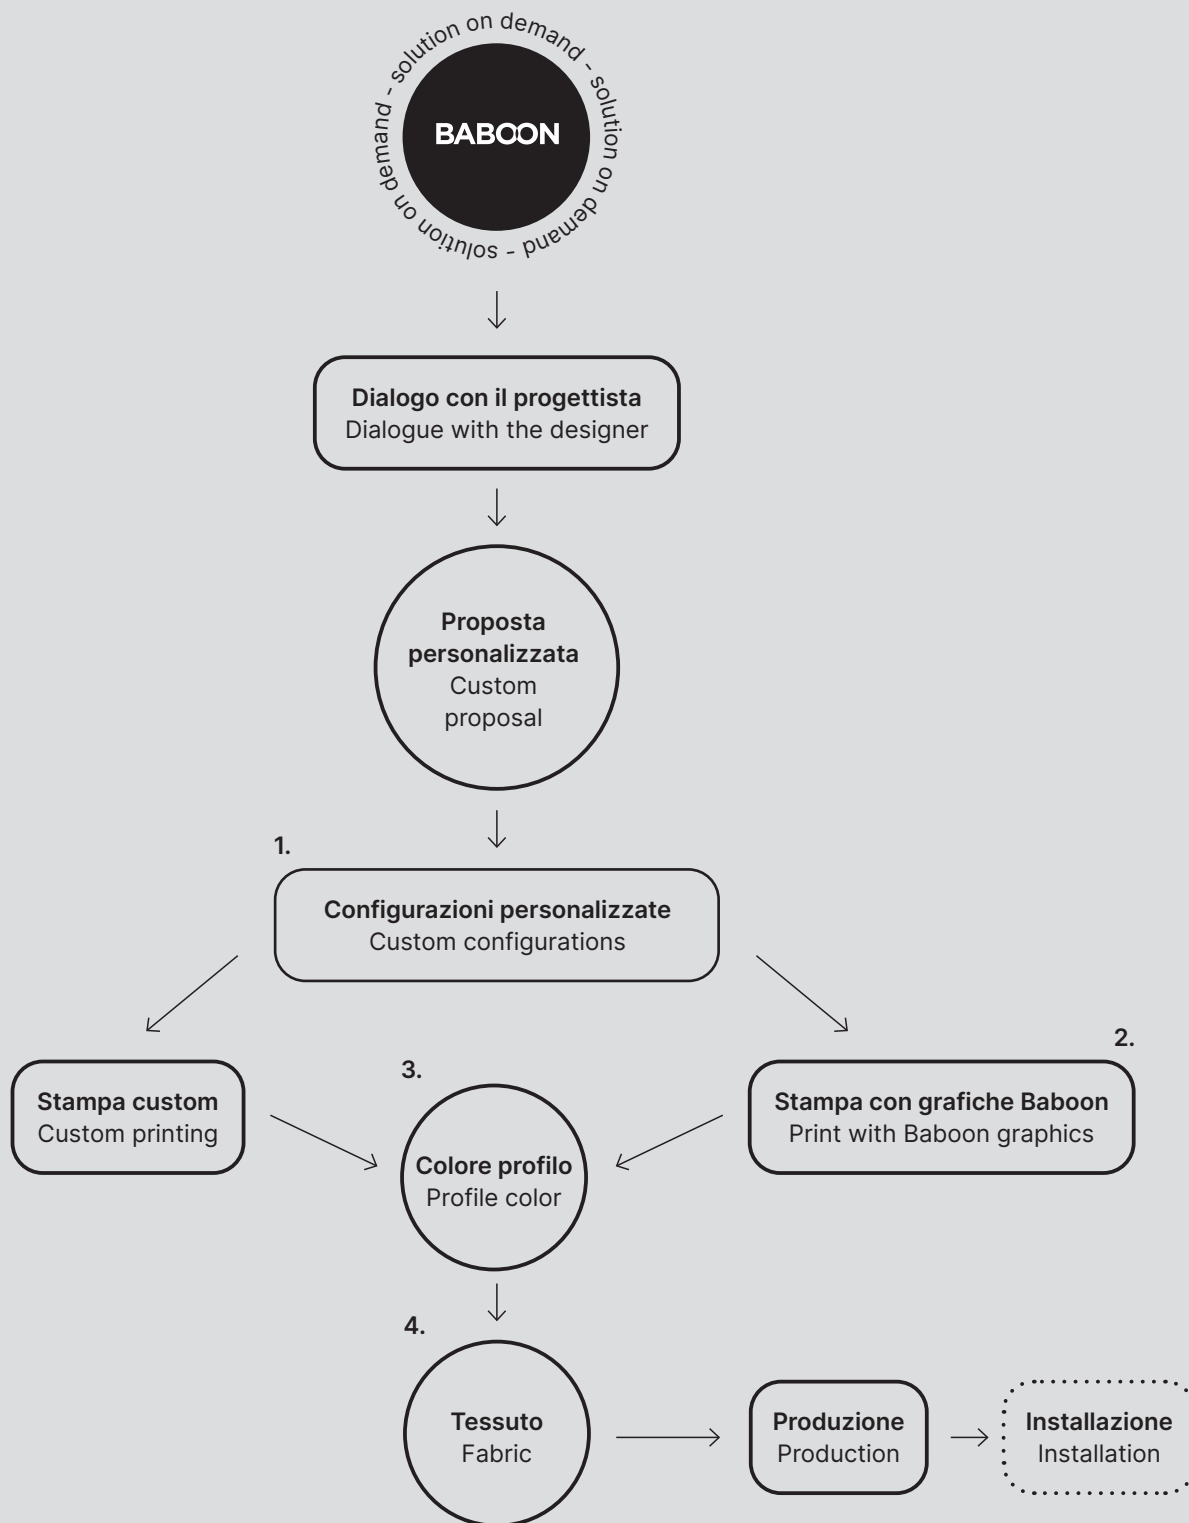 solution on demand - solution on demand - solution on demand -
BABOON
Dialogo con il progettista
Dialogue with the designer
Proposta
personalizzata
Custom
proposal
1.
Configurazioni personalizzate
Custom configurations
Stampa custom
Custom printing
2.
Stampa con grafiche Baboon
Print with Baboon graphics
3.
Colore profilo
Profile color
4.
Tessuto
Fabric
Produzione
Production
Installazione
Installation